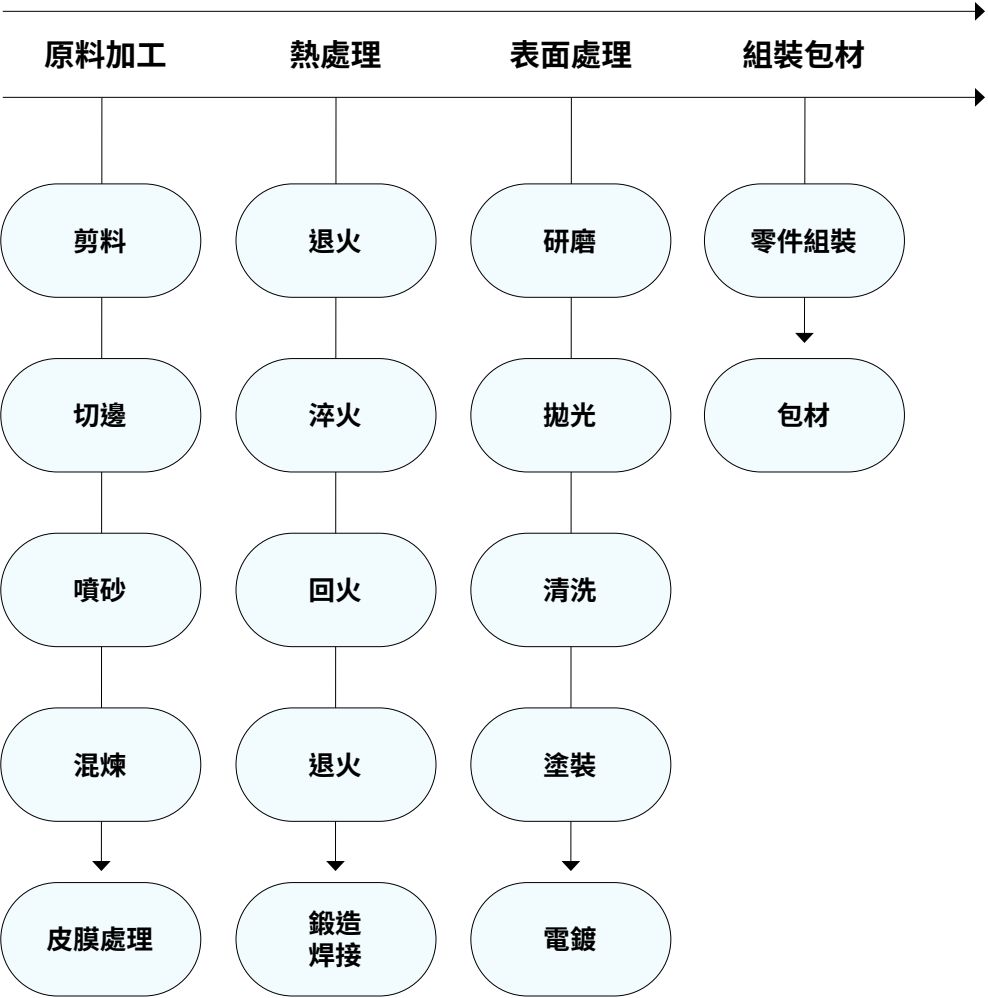 原料加工
熱處理
表面處理
組裝包材
剪料
退火
研磨
零件組裝
切邊
淬火
拋光
包材
噴砂
回火
清洗
混煉
退火
塗裝
皮膜處理
鍛造
焊接
電鍍